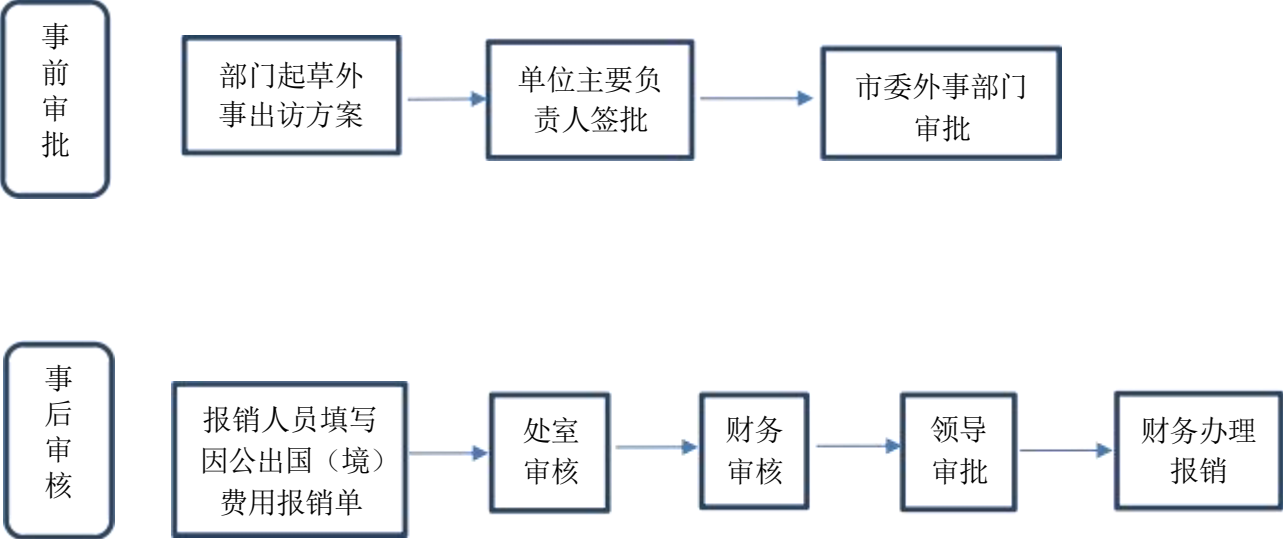 事
前
审
批
部门起草外
事出访方案
单位主要负
责人签批
市委外事部门
审批
事
后
审
核
报销人员填写
因公出国（境）
费用报销单
处室
审核
财务
审核
领导
审批
财务办理
报销